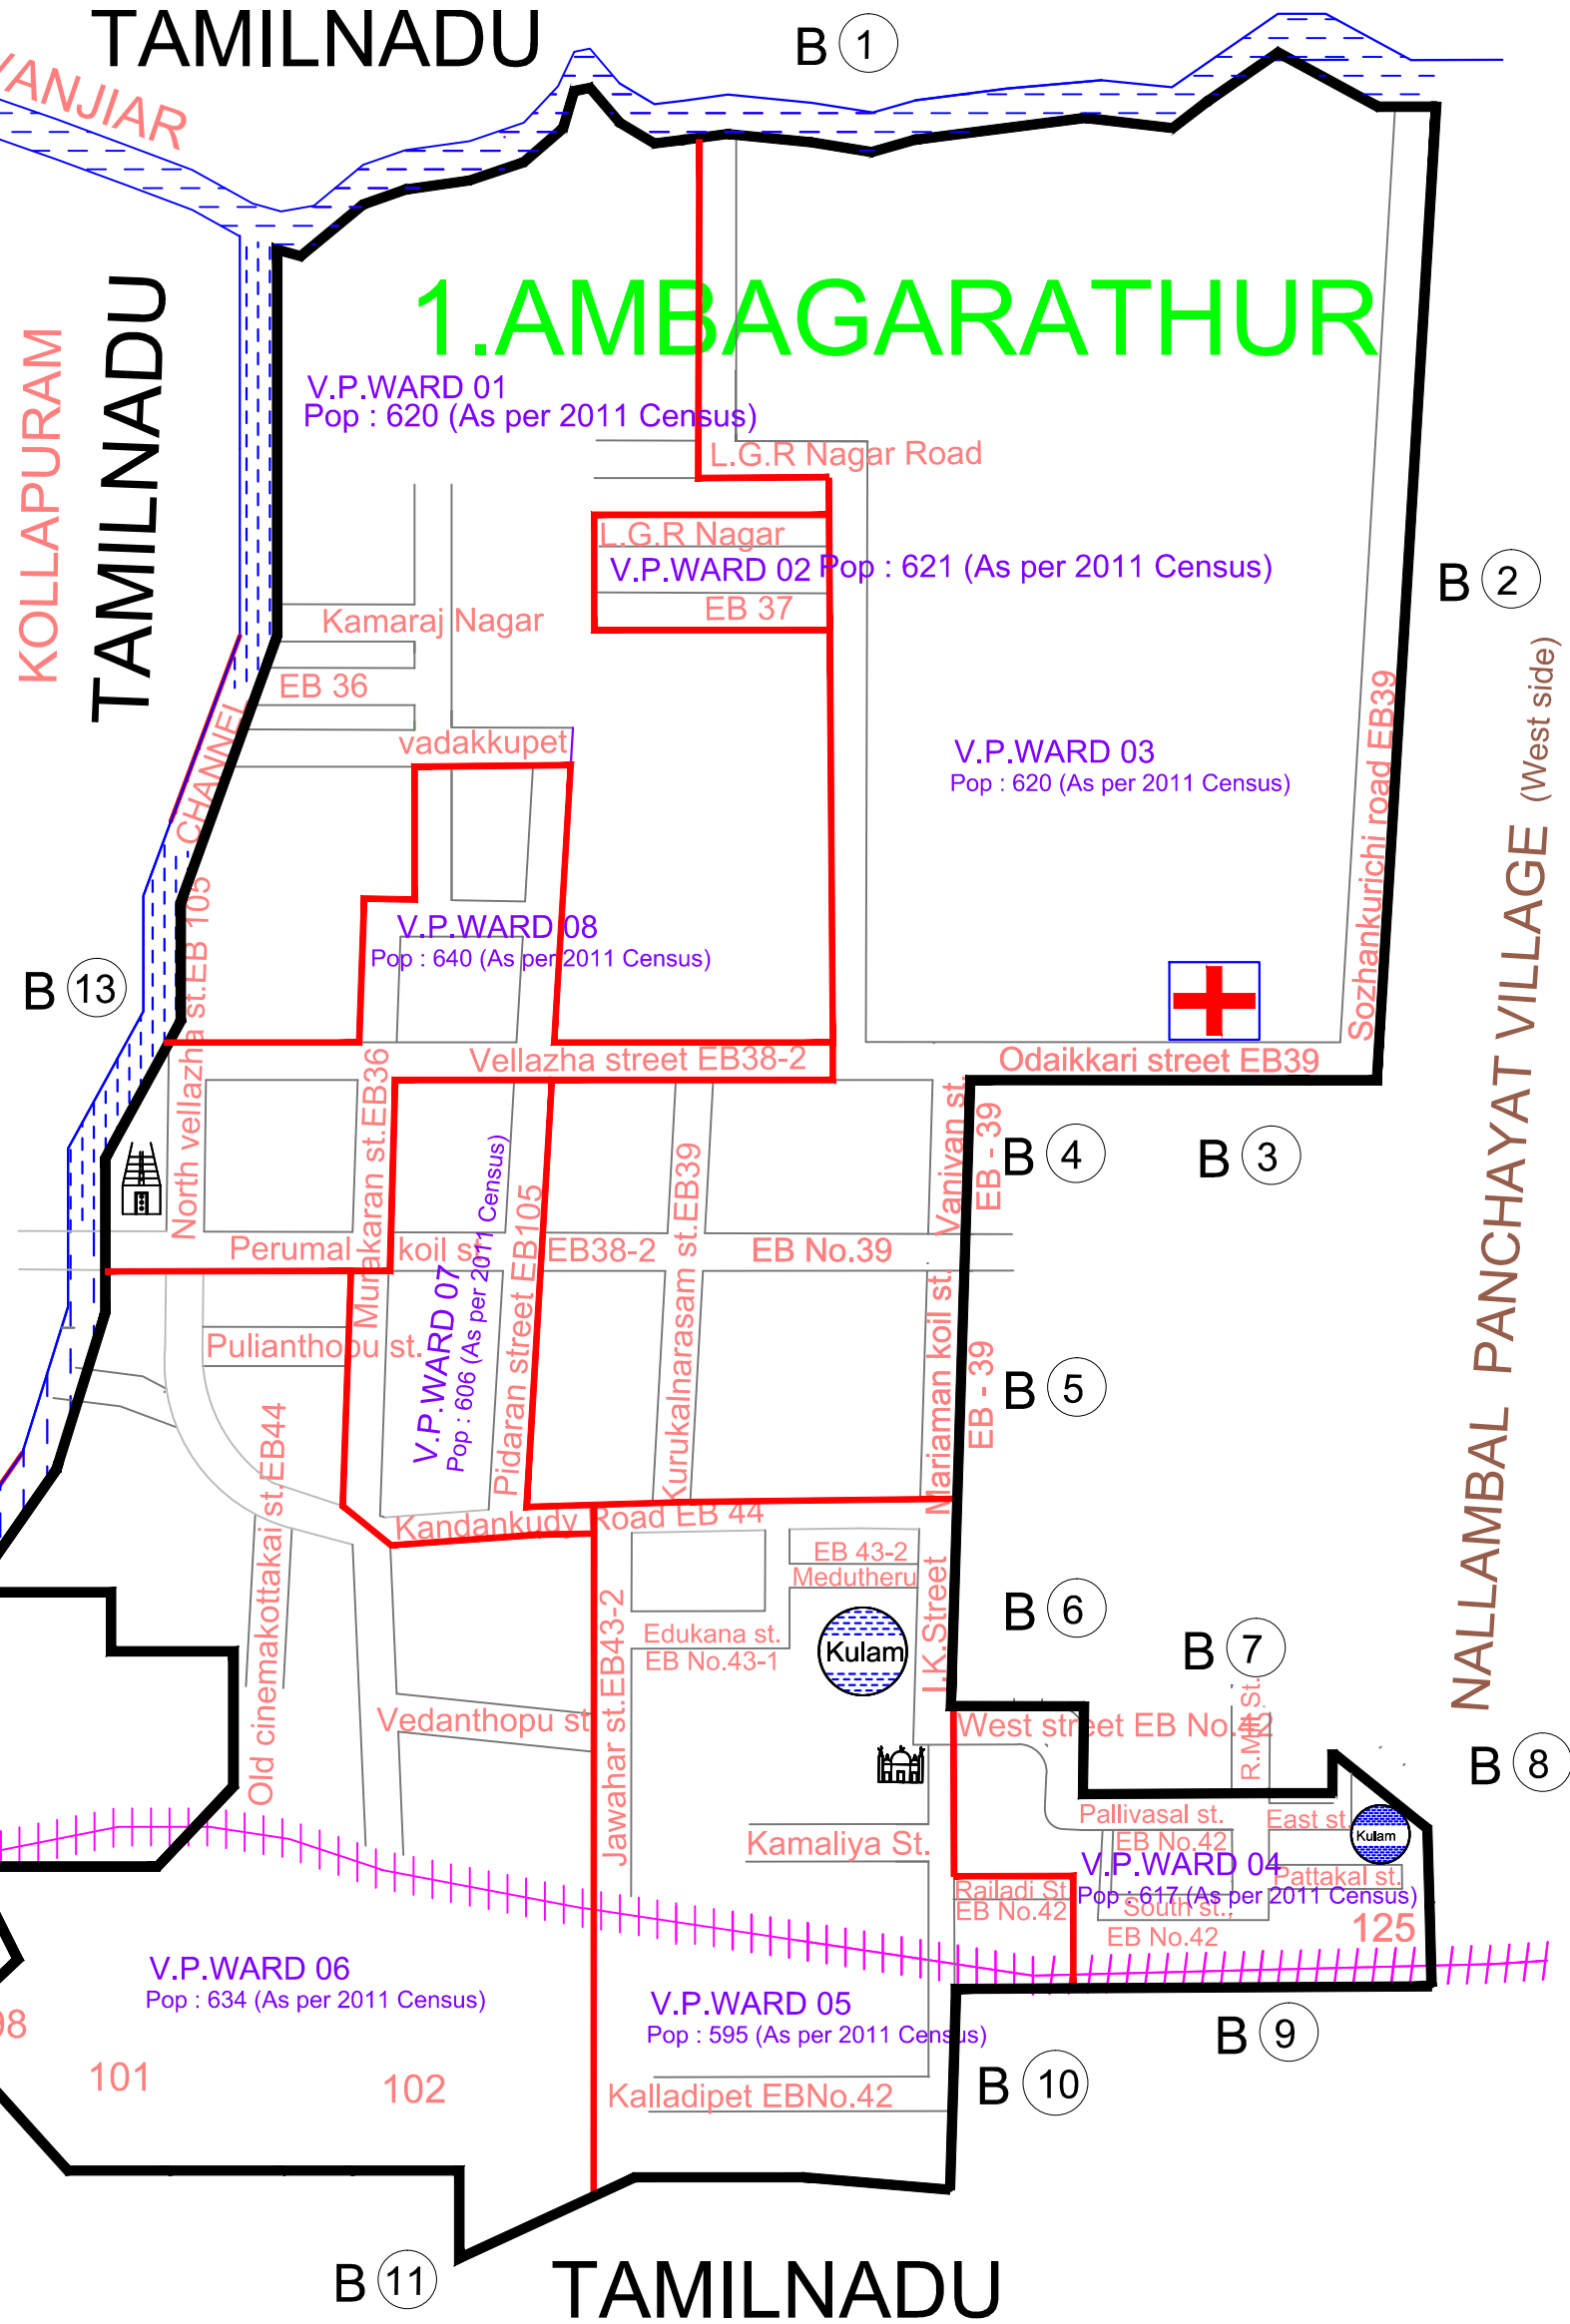 TAMILNADU
B 1
VANJIAR
1.AMBAGARATHUR
TAMILNADU
KOLLAPURAM
V.P.WARD 01
Pop : 620 (As per 2011 Census)
L.G.R Nagar Road
L.G.R Nagar
V.P.WARD 02 Pop : 621 (As per 2011 Census)
EB 37
B 2
Kamaraj Nagar
EB 36
vadakkupet
CHANNEL
V.P.WARD 03
Pop : 620 (As per 2011 Census)
Sozhankurichi road EB39
NALLAMBAL PANCHAYAT VILLAGE (West side)
V.P.WARD 08
Pop : 640 (As per 2011 Census)
B 13
North vellazha st.EB 105
Murakaran st.EB36
Vellazha street EB38-2
Odaikkari street EB39
Vaniyan st.
EB - 39
B 4
B 3
Perumal koil st
EB38-2
EB No.39
Kurukalnarasam st.EB39
Pidaran street EB105
V.P.WARD 07
Pop : 606 (As per 2011 Census)
Pulianthopu st.
Mariaman koil st.
EB - 39
B 5
Old cinemakottakai st.EB44
Kandankudy Road EB 44
EB 43-2
Medutheru
Edukana st.
EB No.43-1
Kulam
B 6
B 7
Jawahar st.EB43-2
Vedanthopu st
West street EB No.42
B 8
Pallivasal st.
EB No.42
East st.
Kulam
Kamaliya St.
V.P.WARD 04
Pop : 617 (As per 2011 Census)
Pattakal st.
Railadi St
EB No.42
South st.,
EB No.42
125
V.P.WARD 06
Pop : 634 (As per 2011 Census)
V.P.WARD 05
Pop : 595 (As per 2011 Census)
B 9
98
101
102
B 10
Kalladipet EBNo.42
B 11
TAMILNADU